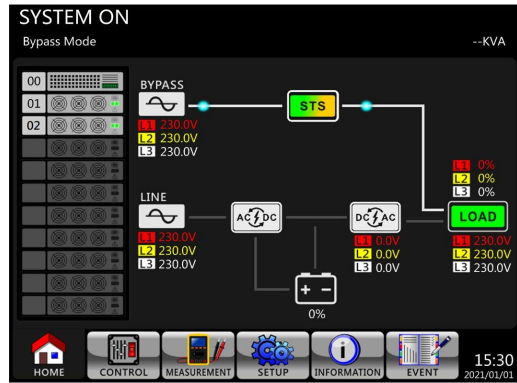 SYSTEM ON
Bypass Mode
--KVA
00
01
02
BYPASS
L1 230.0V
L2 230.0V
L3 230.0V
STS
LINE
L1 230.0V
L2 230.0V
L3 230.0V
AC DC
DC AC
L1 0.0V
L2 0.0V
L3 0.0V
L1 0%
L2 0%
L3 0%
LOAD
L1 230.0V
L2 230.0V
L3 230.0V
+ −
0%
HOME
CONTROL
MEASUREMENT
SETUP
INFORMATION
EVENT
15:30
2021/01/01